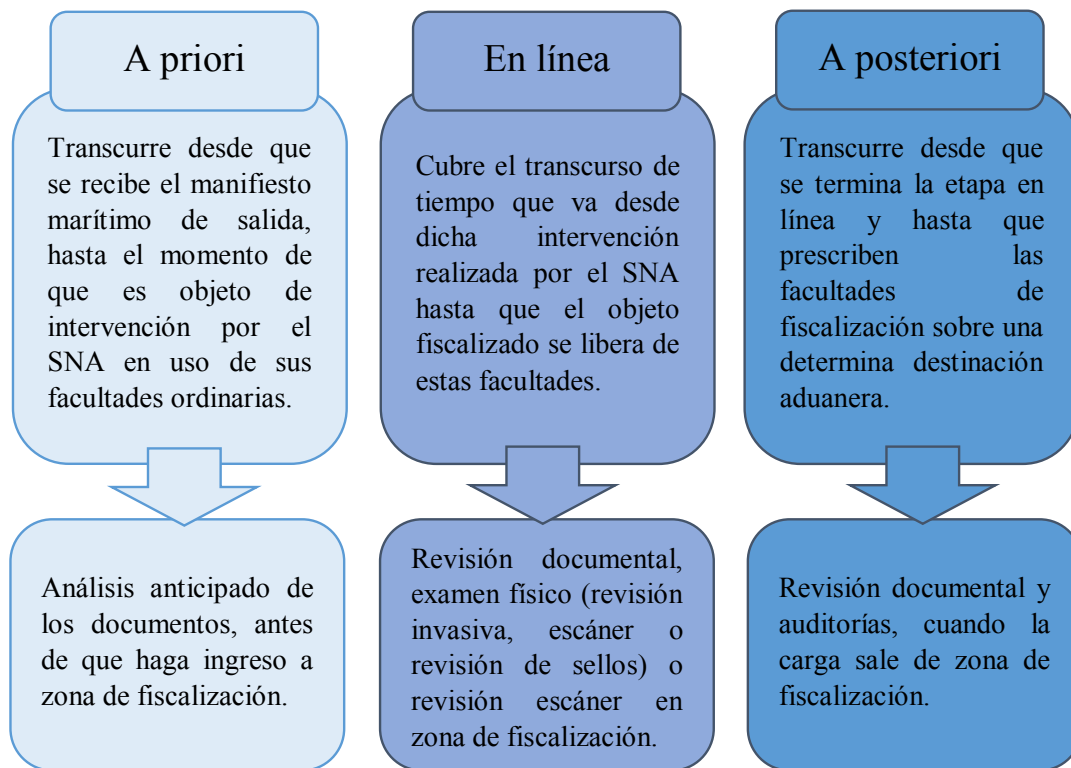 A priori
Transcurre desde que
se recibe el manifiesto
marítimo de salida,
hasta el momento de
que es objeto de
intervención por el
SNA en uso de sus
facultades ordinarias.
Análisis anticipado de
los documentos, antes
de que haga ingreso a
zona de fiscalización.
En línea
Cubre el transcurso de
tiempo que va desde
dicha intervención
realizada por el SNA
hasta que el objeto
fiscalizado se libera de
estas facultades.
Revisión documental,
examen físico (revisión
invasiva, escáner o
revisión de sellos) o
revisión escáner en
zona de fiscalización.
A posteriori
Transcurre desde que
se termina la etapa en
línea y hasta que
prescriben las
facultades de
fiscalización sobre una
determina destinación
aduanera.
Revisión documental y
auditorías, cuando la
carga sale de zona de
fiscalización.